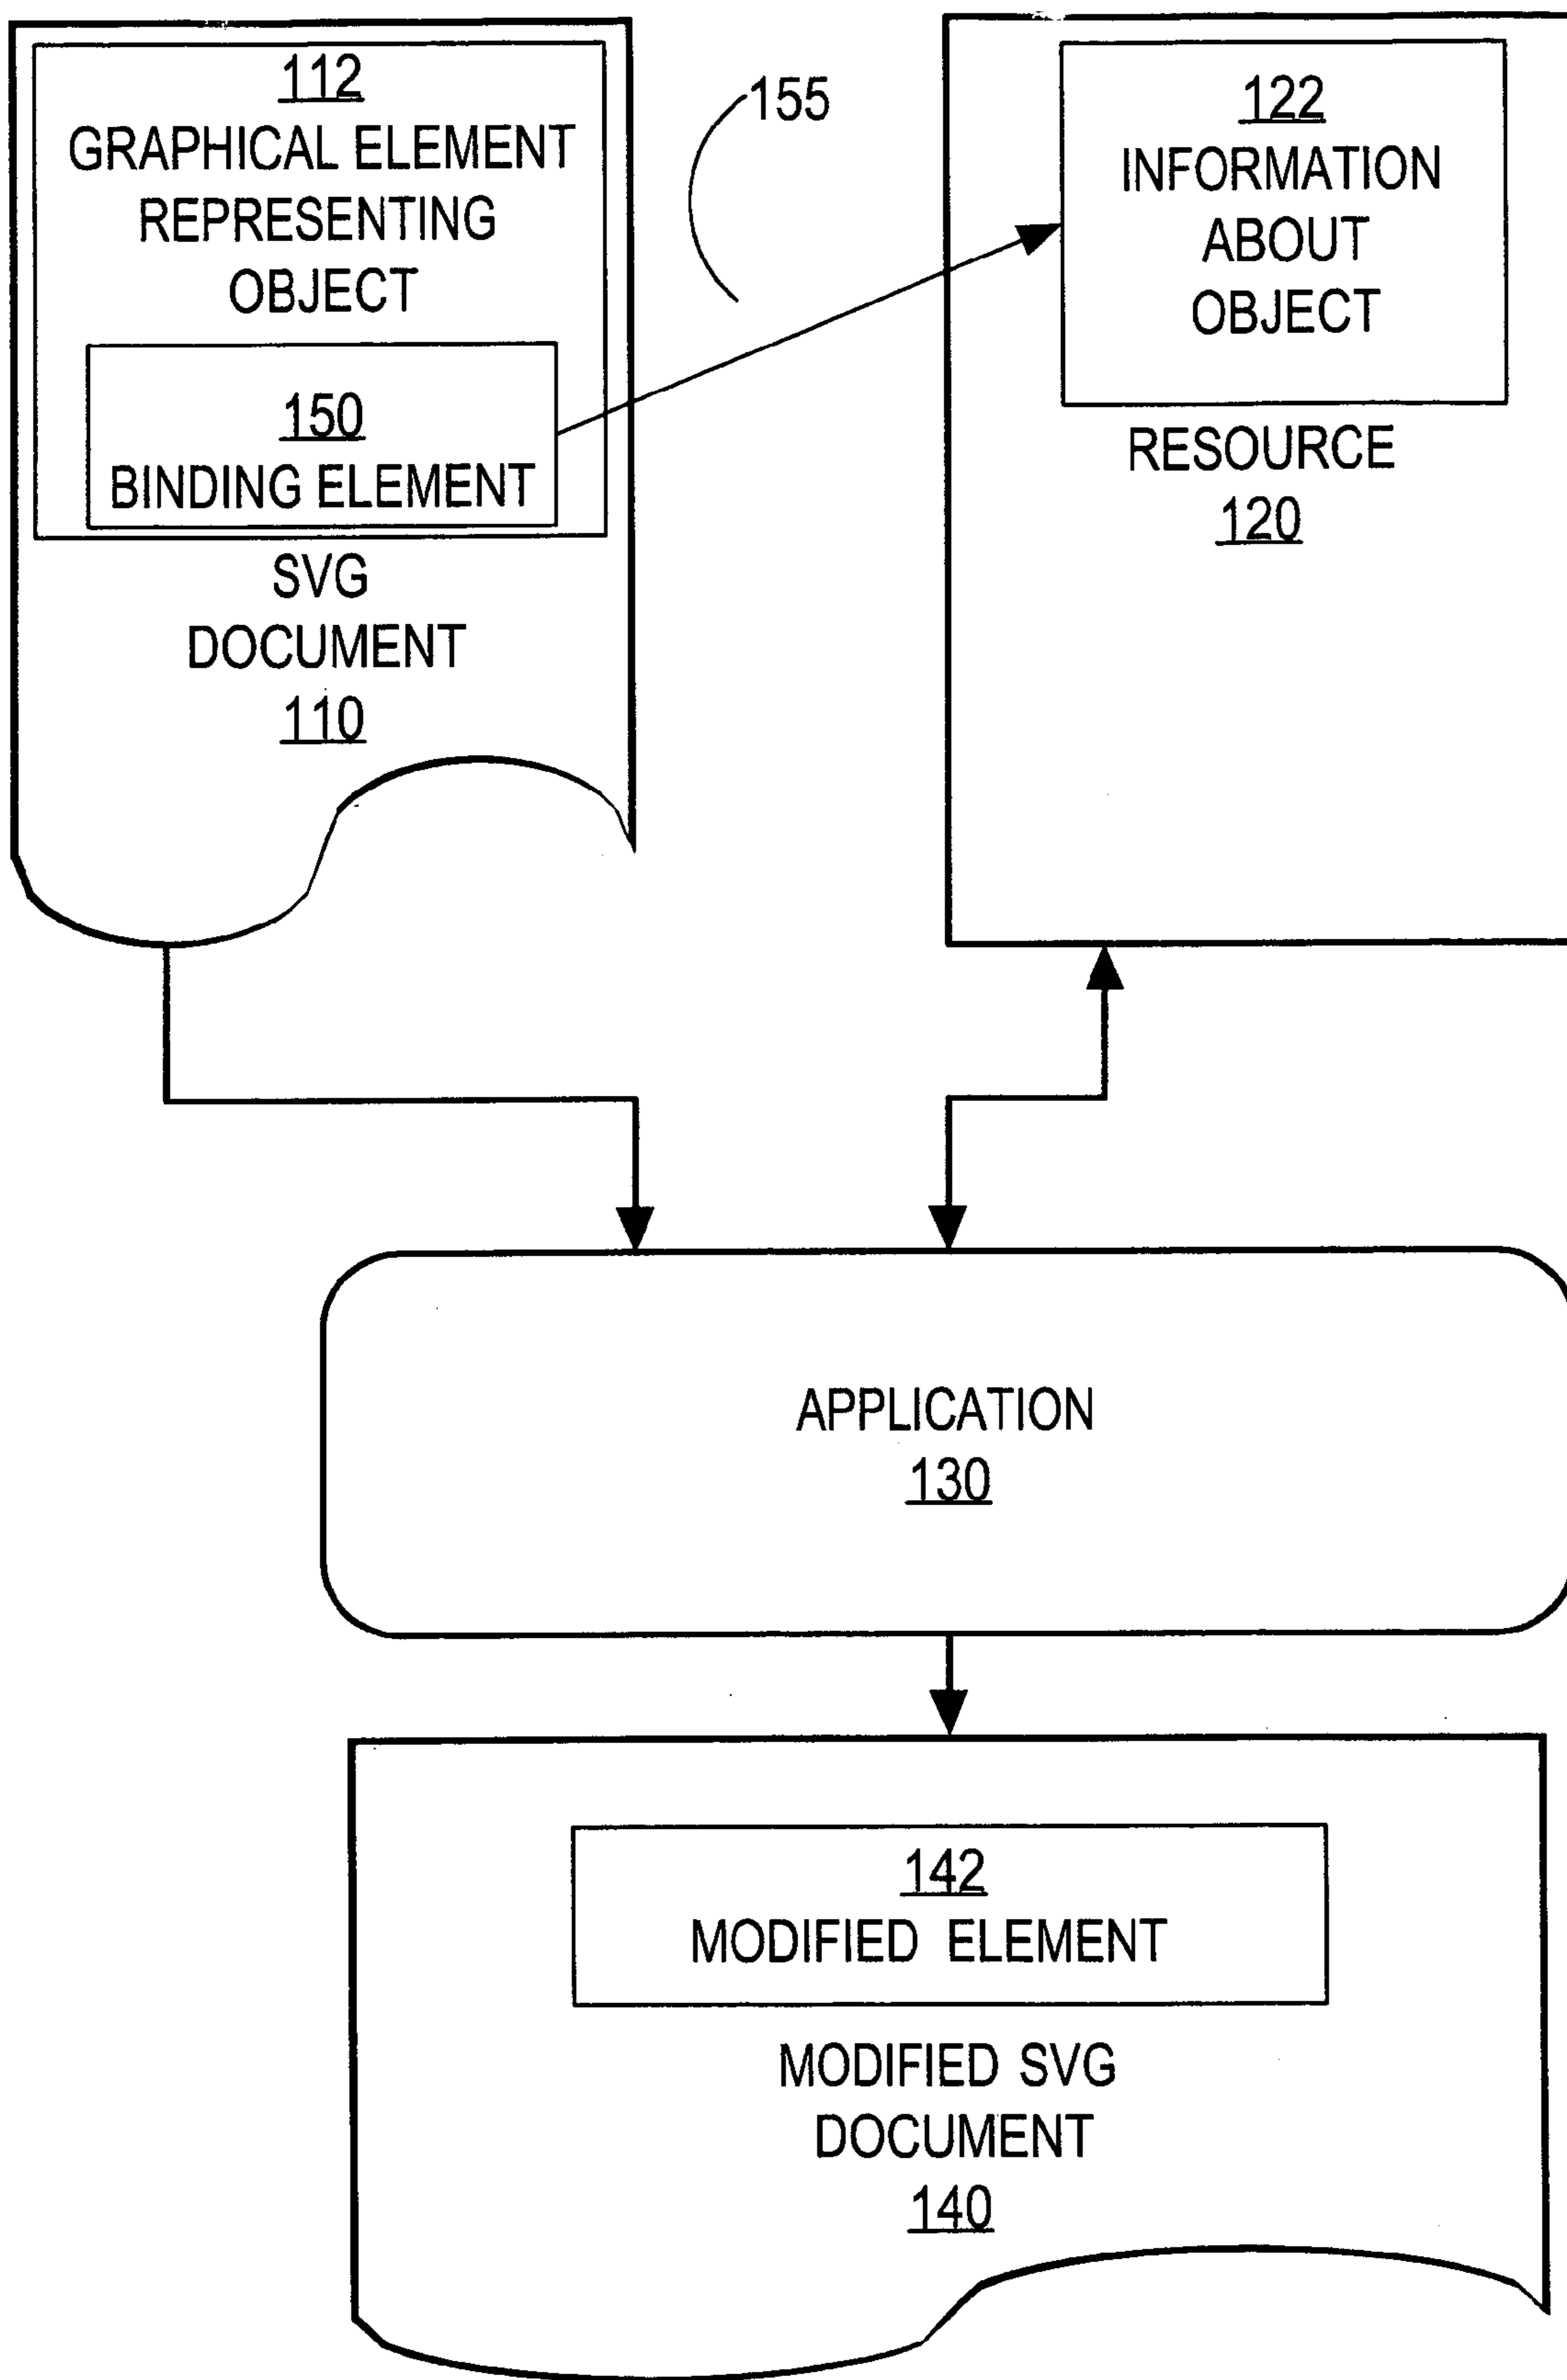 112
GRAPHICAL ELEMENT
REPRESENTING
OBJECT
150
BINDING ELEMENT
SVG
DOCUMENT
110
155
122
INFORMATION
ABOUT
OBJECT
RESOURCE
120
APPLICATION
130
142
MODIFIED ELEMENT
MODIFIED SVG
DOCUMENT
140